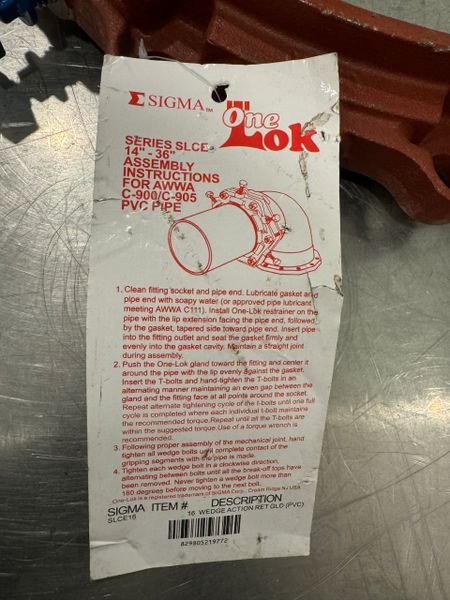 ΣSIGMA™
One
Lok
SERIES SLCE
14" - 36"
ASSEMBLY
INSTRUCTIONS
FOR AWWA
C-900/C-905
PVC PIPE
1. Clean fitting socket and pipe end. Lubricate gasket and
pipe end with soapy water (or approved pipe lubricant
meeting AWWA C111). Install One-Lok restrainer on the
pipe with the lip extension facing the pipe end, followed
by the gasket, tapered side toward pipe end. Insert pipe
into the fitting outlet and seat the gasket firmly and
evenly into the gasket cavity. Maintain a straight joint
during assembly.
2. Push the One-Lok gland toward the fitting and center it
around the pipe with the lip evenly against the gasket.
Insert the T-bolts and hand-tighten the T-bolts in an
alternating manner maintaining an even gap between the
gland and the fitting face at all points around the socket.
Repeat alternate tightening cycle of the t-bolts until one full
cycle is completed where each individual t-bolt maintains
the recommended torque.Repeat until all the T-bolts are
within the suggested torque.Use of a torque wrench is
recommended.
3. Following proper assembly of the mechanical joint, hand
tighten all wedge bolts until complete contact of the
gripping segments with the pipe is made.
4. Tighten each wedge bolt in a clockwise direction,
alternating between bolts until all the break-off tops have
been removed. Never tighten a wedge bolt more than
180 degrees before moving to the next bolt.
One-Lok is a registered trademark of SIGMA Corp., Cream Ridge NJ USA
SIGMA ITEM # DESCRIPTION
SLCE16 16 WEDGE ACTION RET GLD (PVC)
829805219772